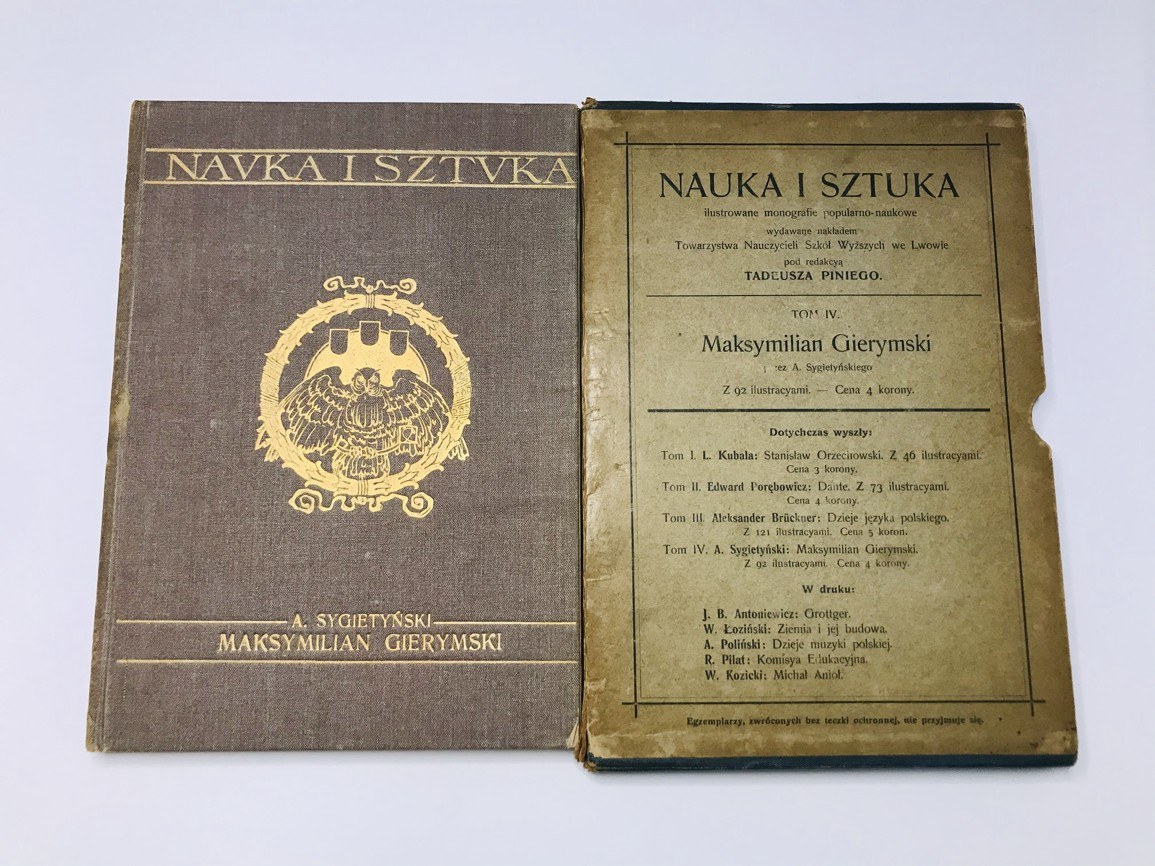 NAVKA I SZTVKA
A. SYGIETYŃSKI
MAKSYMILIAN GIERYMSKI
NAUKA I SZTUKA
ilustrowane monografie popularno-naukowe
wydawane nakładem
Towarzystwa Nauczycieli Szkół Wyższych we Lwowie
pod redakcyą
TADEUSZA PINIEGO.
TOM IV.
Maksymilian Gierymski
A. Sygietyńskiego
Z 92 ilustracyami. — Cena 4 korony.
Dotychczas wyszły:
Tom I. L. Kubala: Stanisław Orzechowski. Z 46 ilustracyami.
Cena 3 korony.
Tom II. Edward Porębowicz: Dante. Z 73 ilustracyami.
Cena 4 korony.
Tom III. Aleksander Brückner: Dzieje języka polskiego.
Z 121 ilustracyami. Cena 5 koron.
Tom IV. A. Sygietyński: Maksymilian Gierymski.
Z 92 ilustracyami. Cena 4 korony.
W druku:
J. B. Antoniewicz: Grottger.
W. Łoziński: Ziemia i jej budowa.
A. Poliński: Dzieje muzyki polskiej.
R. Pilat: Komisya Edukacyjna.
W. Kozicki: Michał Anioł.
Egzemplarzy, zwróconych bez teczki ochronnej, nie przyjmuje się.